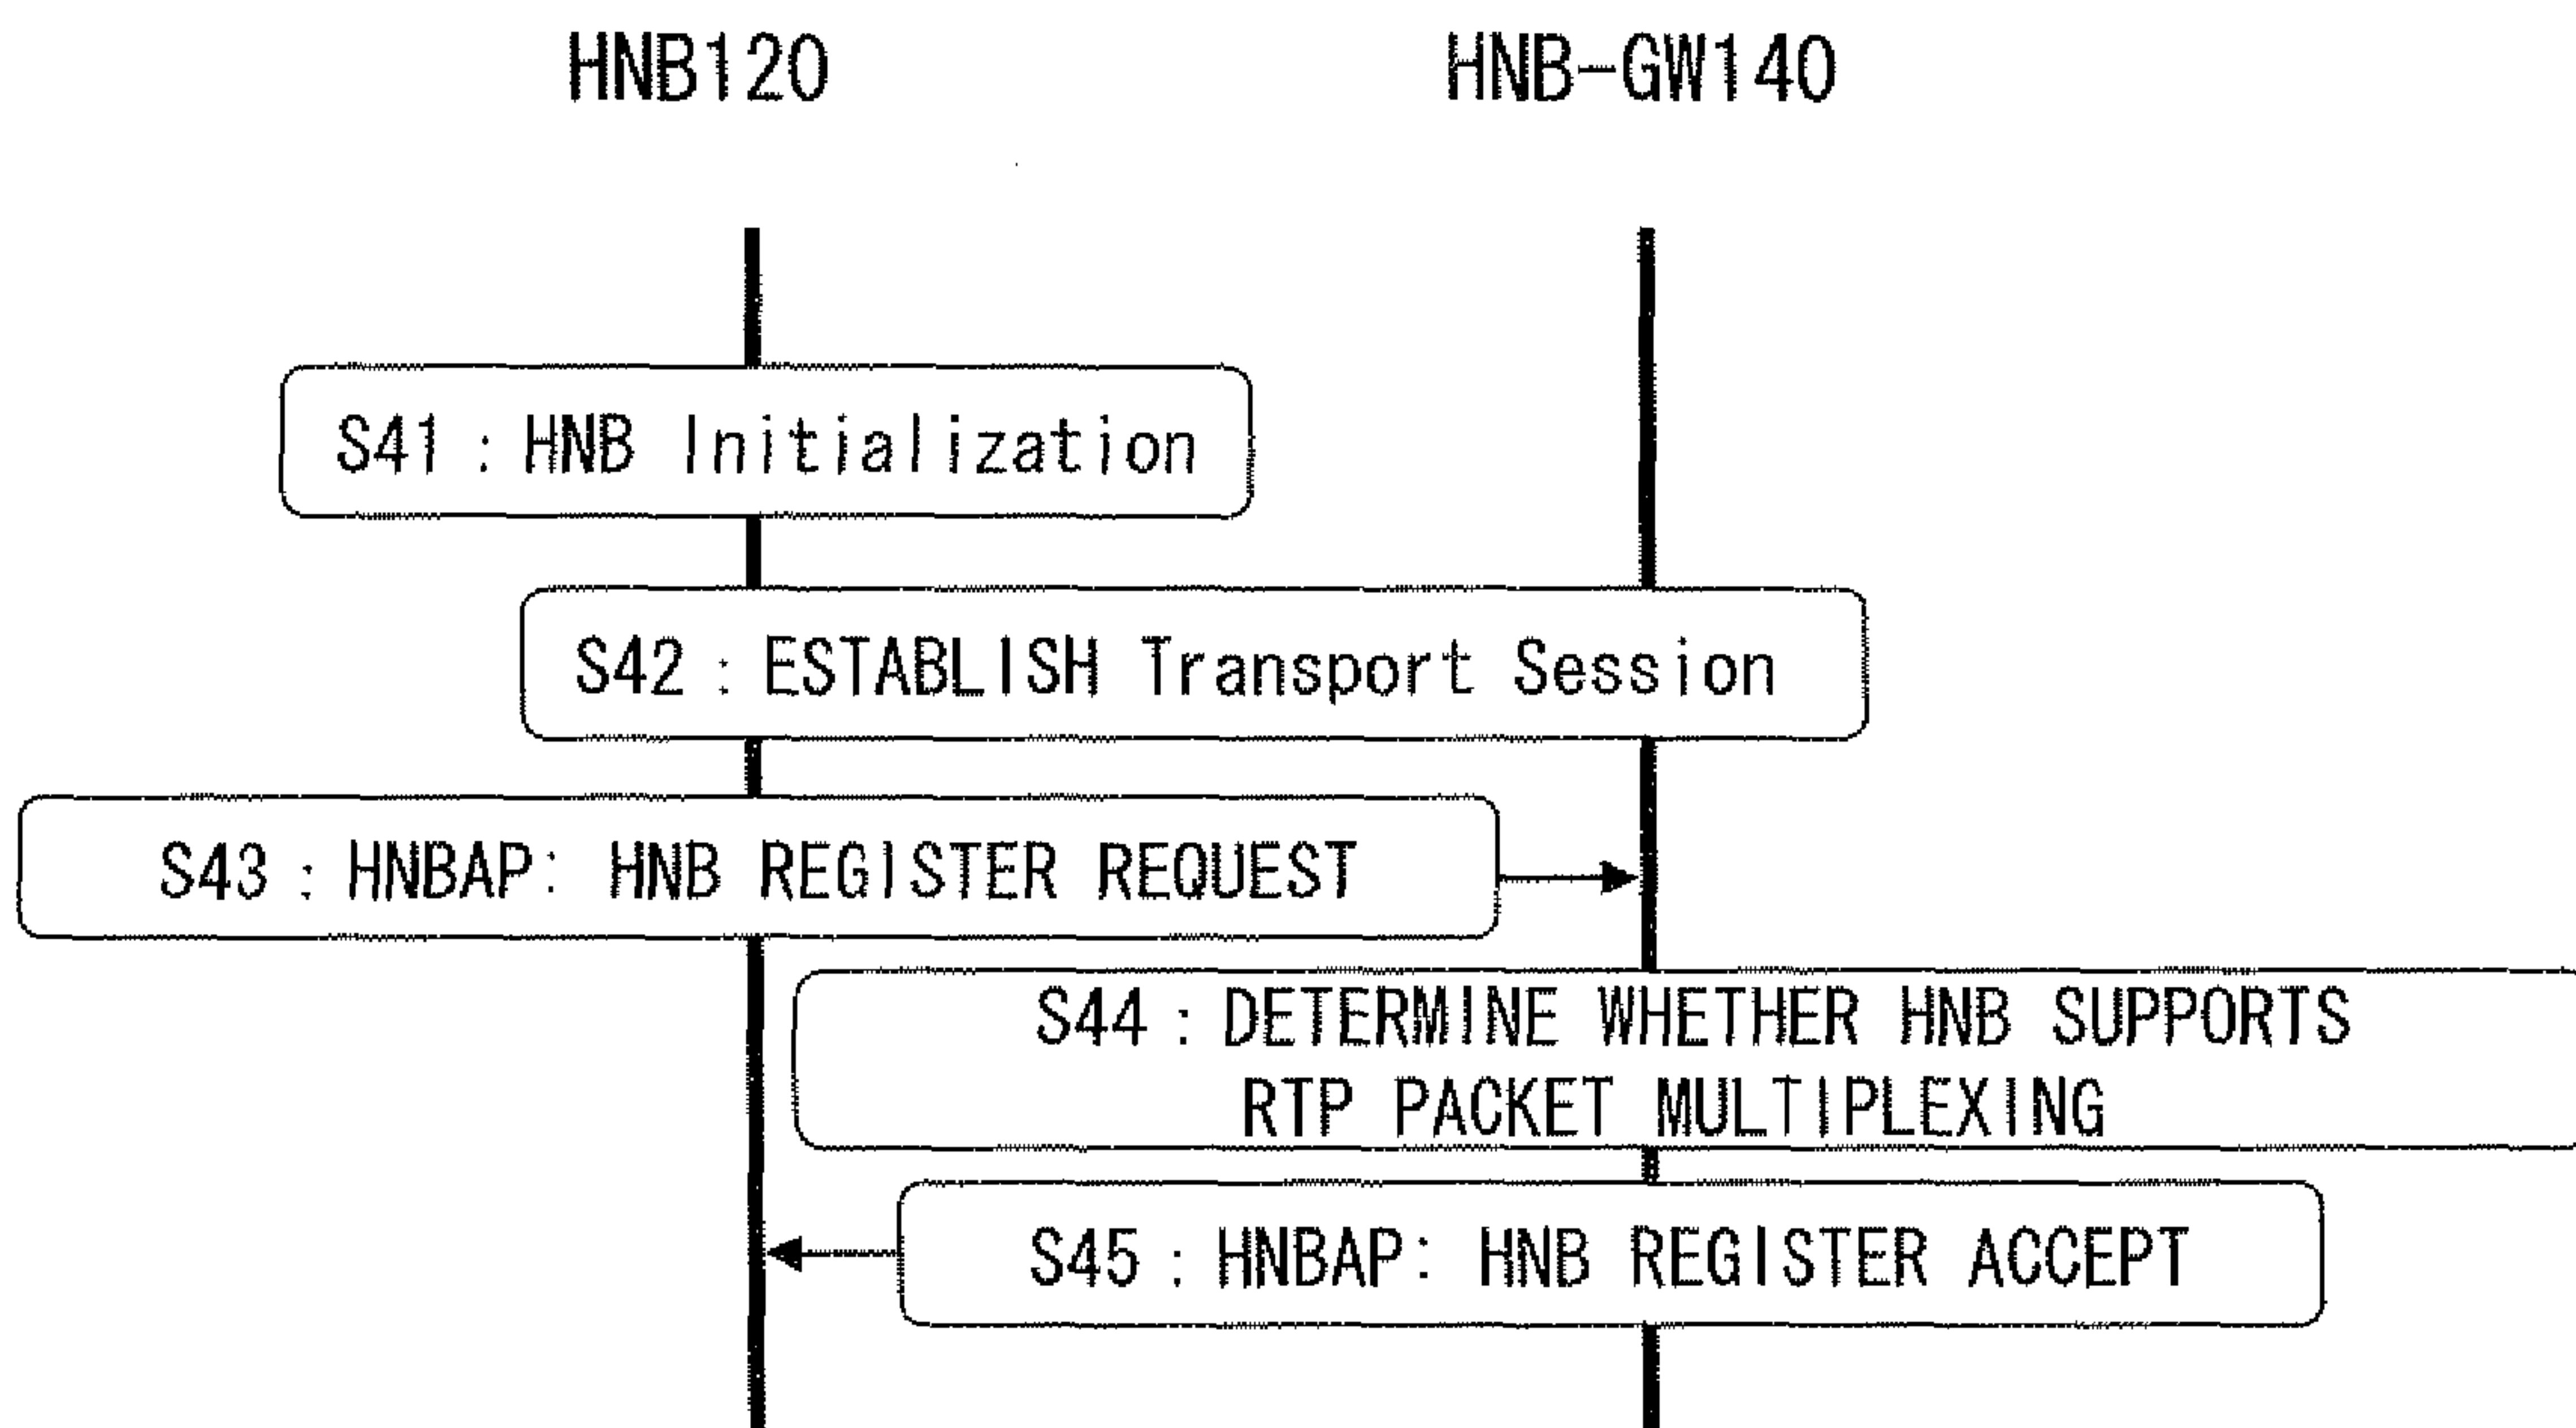 HNB120
HNB-GW140
S41 : HNB Initialization
S42 : ESTABLISH Transport Session
S43 : HNBAP: HNB REGISTER REQUEST
S44 : DETERMINE WHETHER HNB SUPPORTS
RTP PACKET MULTIPLEXING
S45 : HNBAP: HNB REGISTER ACCEPT